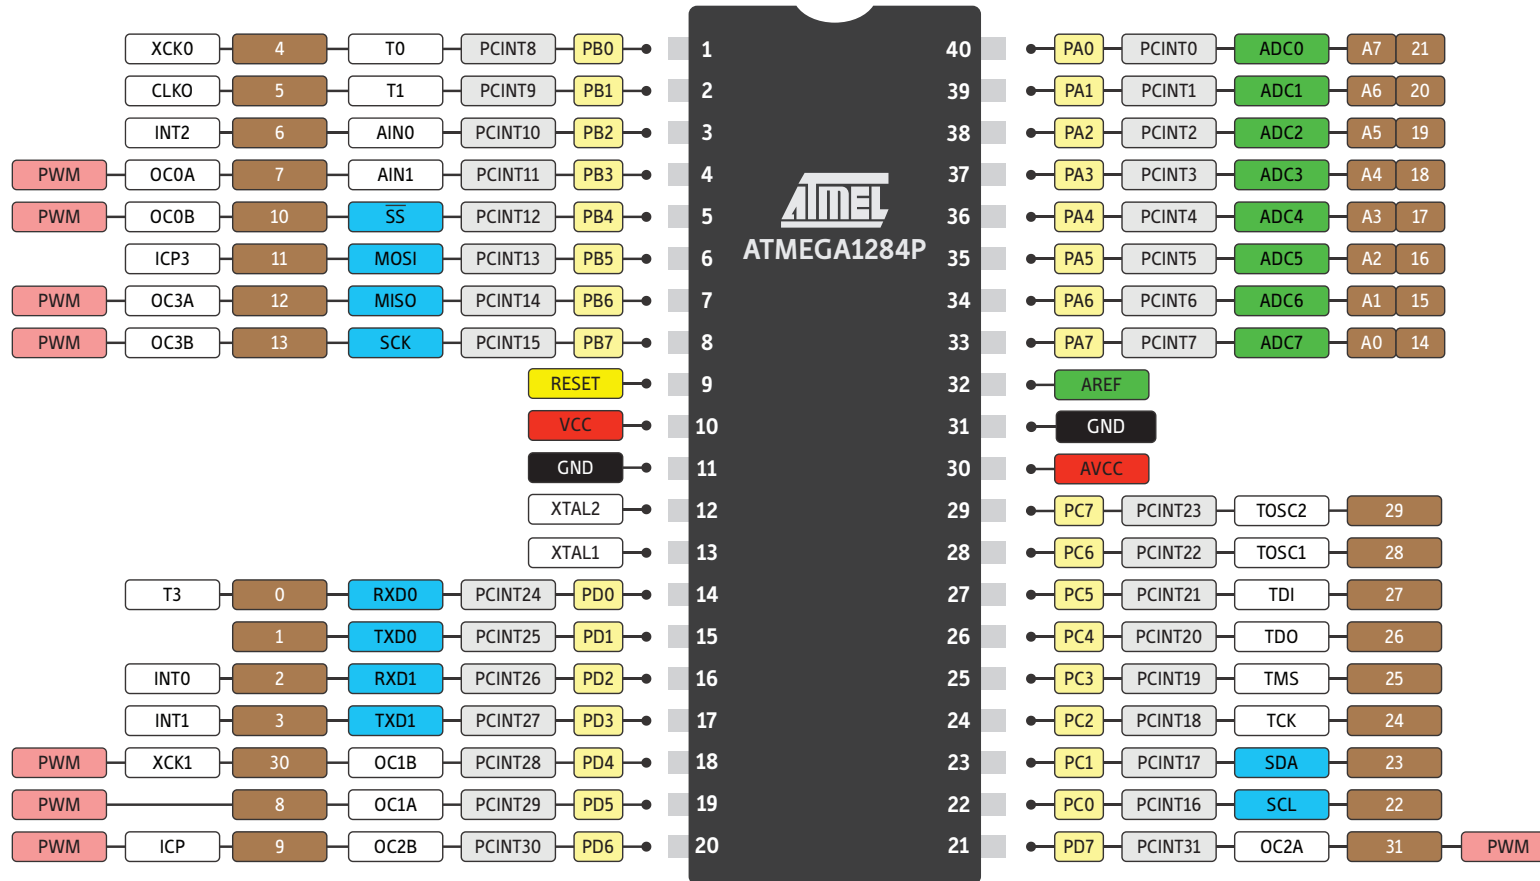 XCK0 4 T0 PCINT8 PB0 1 40 PA0 PCINT0 ADC0 A7 21
CLKO 5 T1 PCINT9 PB1 2 39 PA1 PCINT1 ADC1 A6 20
INT2 6 AIN0 PCINT10 PB2 3 38 PA2 PCINT2 ADC2 A5 19
PWM OC0A 7 AIN1 PCINT11 PB3 4 37 PA3 PCINT3 ADC3 A4 18
ATMEL
PWM OC0B 10 SS PCINT12 PB4 5 36 PA4 PCINT4 ADC4 A3 17
ATMEGA1284P
ICP3 11 MOSI PCINT13 PB5 6 35 PA5 PCINT5 ADC5 A2 16
PWM OC3A 12 MISO PCINT14 PB6 7 34 PA6 PCINT6 ADC6 A1 15
PWM OC3B 13 SCK PCINT15 PB7 8 33 PA7 PCINT7 ADC7 A0 14
RESET 9 32 AREF
VCC 10 31 GND
GND 11 30 AVCC
XTAL2 12 29 PC7 PCINT23 TOSC2 29
XTAL1 13 28 PC6 PCINT22 TOSC1 28
T3 0 RXD0 PCINT24 PD0 14 27 PC5 PCINT21 TDI 27
1 TXD0 PCINT25 PD1 15 26 PC4 PCINT20 TDO 26
INT0 2 RXD1 PCINT26 PD2 16 25 PC3 PCINT19 TMS 25
INT1 3 TXD1 PCINT27 PD3 17 24 PC2 PCINT18 TCK 24
PWM XCK1 30 OC1B PCINT28 PD4 18 23 PC1 PCINT17 SDA 23
PWM 8 OC1A PCINT29 PD5 19 22 PC0 PCINT16 SCL 22
PWM ICP 9 OC2B PCINT30 PD6 20 21 PD7 PCINT31 OC2A 31 PWM